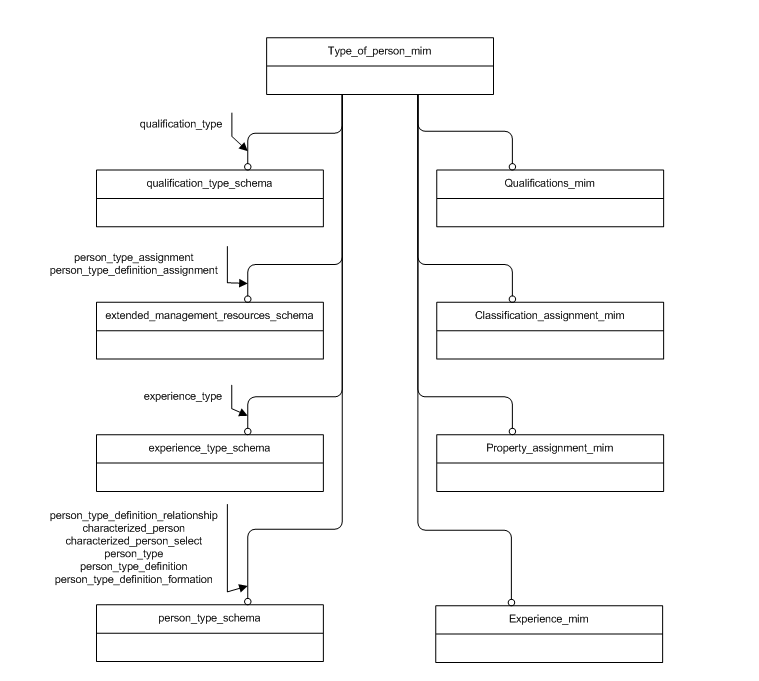 Type_of_person_mim
qualification_type
qualification_type_schema
Qualifications_mim
person_type_assignment
person_type_definition_assignment
extended_management_resources_schema
Classification_assignment_mim
experience_type
experience_type_schema
Property_assignment_mim
person_type_definition_relationship
characterized_person
characterized_person_select
person_type
person_type_definition
person_type_definition_formation
person_type_schema
Experience_mim